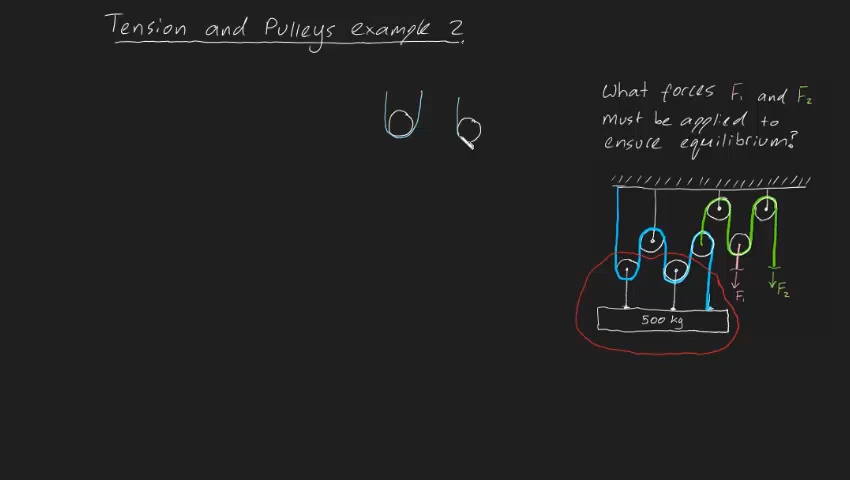 Tension and Pulleys example 2
What forces F₁ and F₂
must be applied to
ensure equilibrium?
F₁
F₂
500 kg